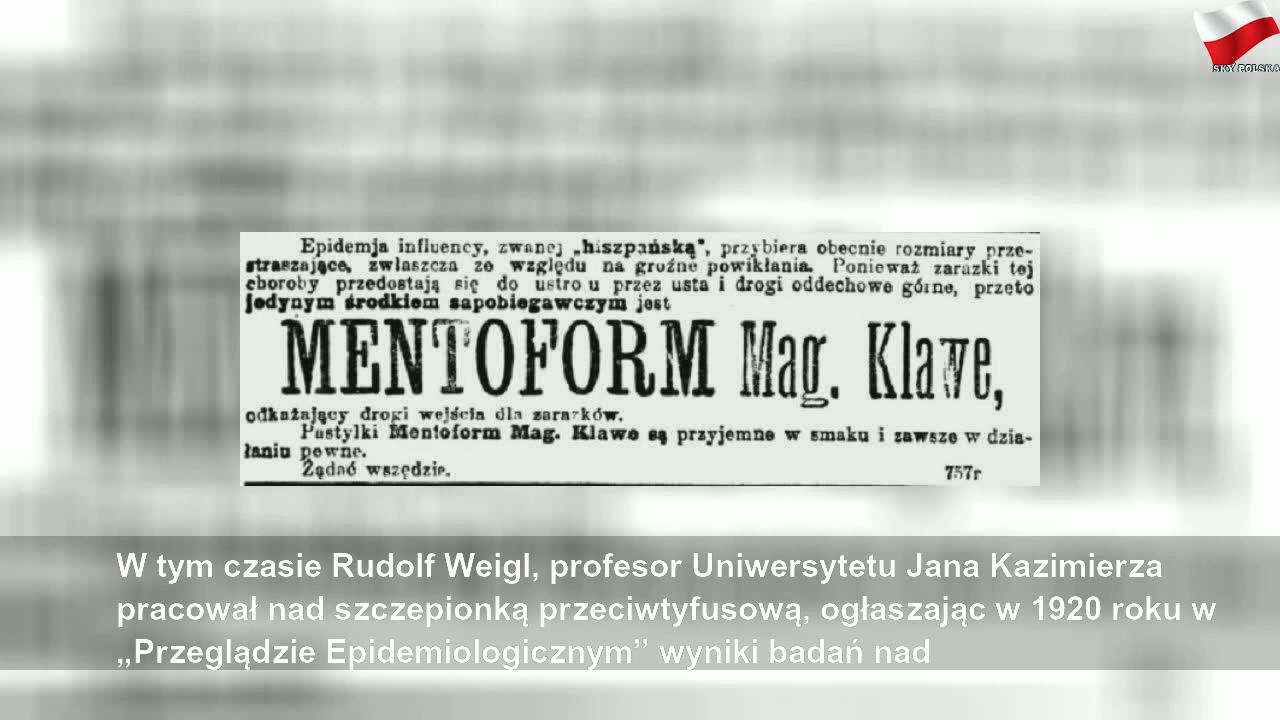 SKY POLSKA
Epidemja influency, zwanej „hiszpańską", przybiera obecnie rozmiary prze-
straszające, zwłaszcza ze względu na groźne powikłania. Ponieważ zarazki tej
choroby przedostają się do ustro u przez usta i drogi oddechowe górne, przeto
jedynym środkiem zapobiegawczym jest
MENTOFORM Mag. Klawe,
odkażający drogi wejścia dla zarazków.
Pastylki Mentoform Mag. Klawe są przyjemne w smaku i zawsze w dzia-
łaniu pewne.
Żądać wszędzie. 757r
W tym czasie Rudolf Weigl, profesor Uniwersytetu Jana Kazimierza
pracował nad szczepionką przeciwtyfusową, ogłaszając w 1920 roku w
„Przeglądzie Epidemiologicznym” wyniki badań nad